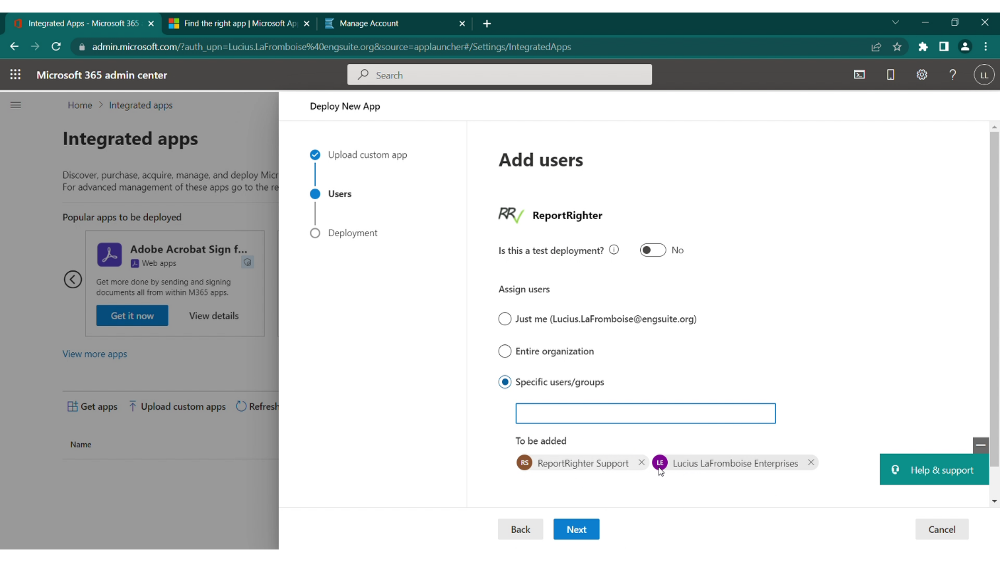 Integrated Apps - Microsoft 365
Find the right app | Microsoft Ap
Manage Account
admin.microsoft.com/?auth_upn=Lucius.LaFromboise%40engsuite.org&source=applauncher#/Settings/IntegratedApps
Microsoft 365 admin center
Search
LL
Home > Integrated apps
Integrated apps
Discover, purchase, acquire, manage, and deploy Micr
For advanced management of these apps go to the re
Popular apps to be deployed
Adobe Acrobat Sign f...
Web apps
Get more done by sending and signing
documents all from within M365 apps.
Get it now
View details
View more apps
Get apps
Upload custom apps
Refresh
Name
Deploy New App
Upload custom app
Users
Deployment
Add users
RR
ReportRighter
Is this a test deployment?
No
Assign users
Just me (Lucius.LaFromboise@engsuite.org)
Entire organization
Specific users/groups
To be added
RS ReportRighter Support
LE Lucius LaFromboise Enterprises
Help & support
Back
Next
Cancel